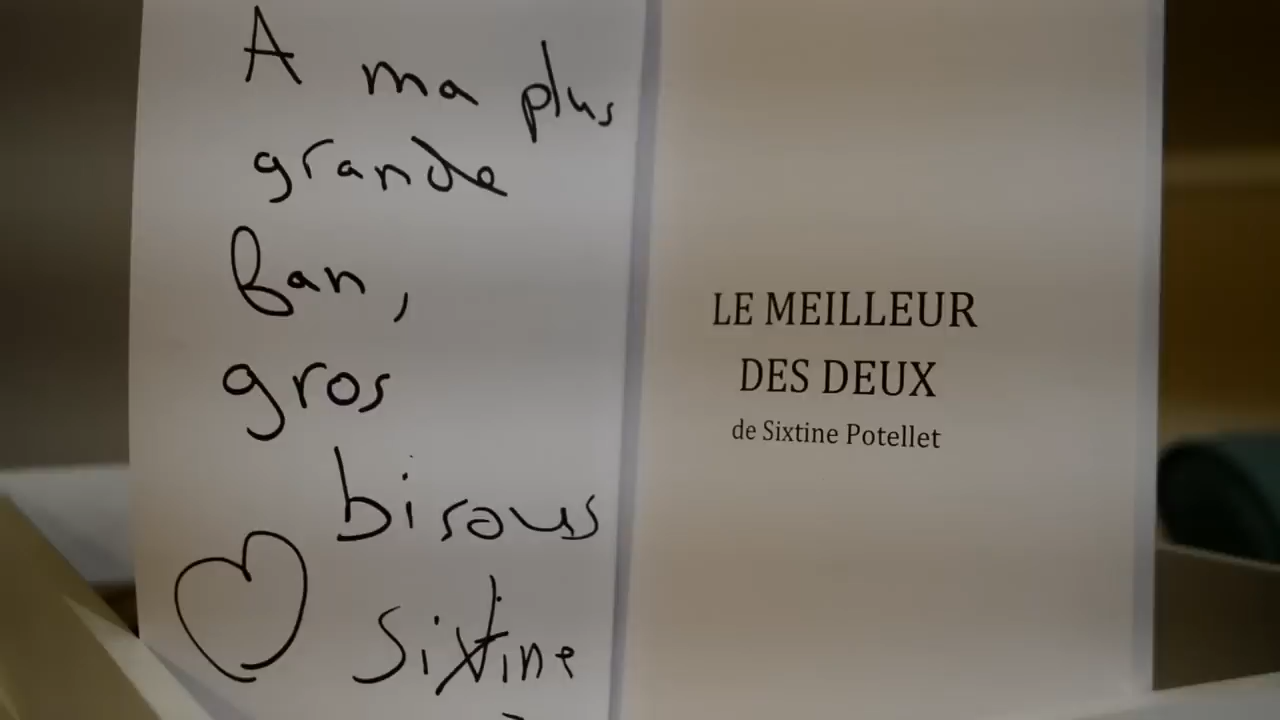 A ma plus
grande
fan,
gros
bisous
Sixtine
LE MEILLEUR
DES DEUX
de Sixtine Potellet